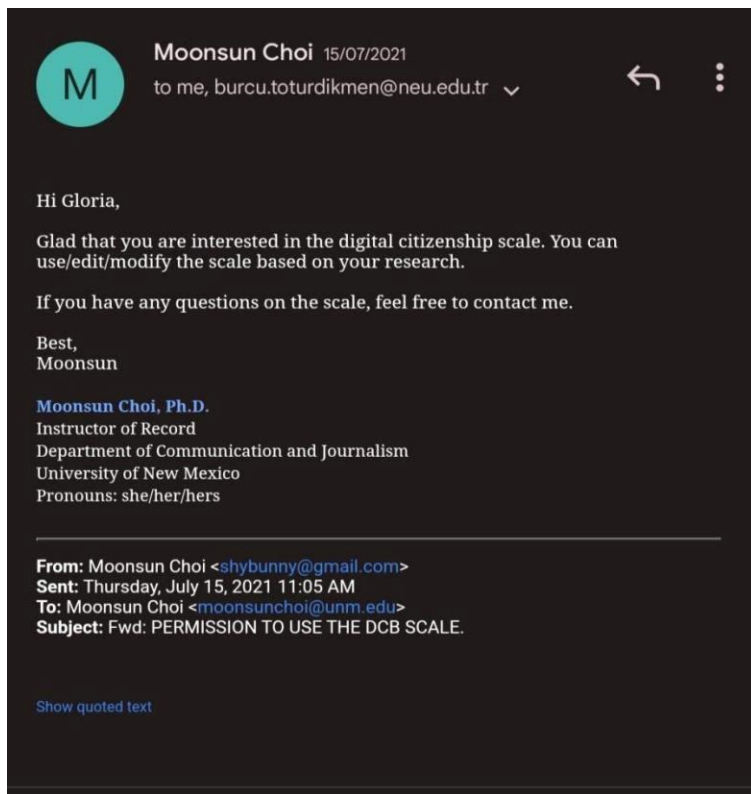 M
Moonsun Choi 15/07/2021
to me, burcu.toturdikmen@neu.edu.tr
Hi Gloria,
Glad that you are interested in the digital citizenship scale. You can
use/edit/modify the scale based on your research.
If you have any questions on the scale, feel free to contact me.
Best,
Moonsun
Moonsun Choi, Ph.D.
Instructor of Record
Department of Communication and Journalism
University of New Mexico
Pronouns: she/her/hers
From: Moonsun Choi <shybunny@gmail.com>
Sent: Thursday, July 15, 2021 11:05 AM
To: Moonsun Choi <moonsunchoi@unm.edu>
Subject: Fwd: PERMISSION TO USE THE DCB SCALE.
Show quoted text